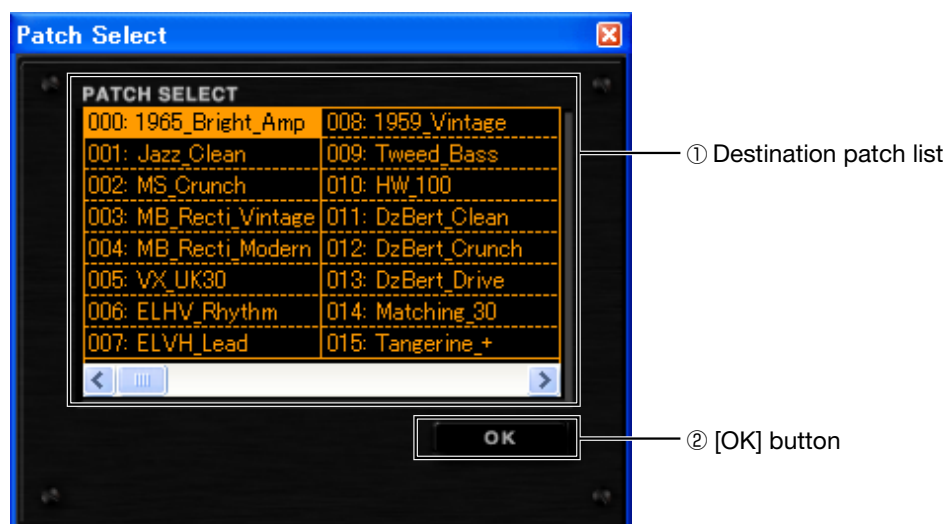 Patch Select
PATCH SELECT
000: 1965_Bright_Amp 008: 1959_Vintage
001: Jazz_Clean 009: Tweed_Bass
002: MS_Crunch 010: HW_100
003: MB_Recti_Vintage 011: DzBert_Clean
004: MB_Recti_Modern 012: DzBert_Crunch
005: VX_UK30 013: DzBert_Drive
006: ELHV_Rhythm 014: Matching_30
007: ELVH_Lead 015: Tangerine_+
① Destination patch list
OK
② [OK] button